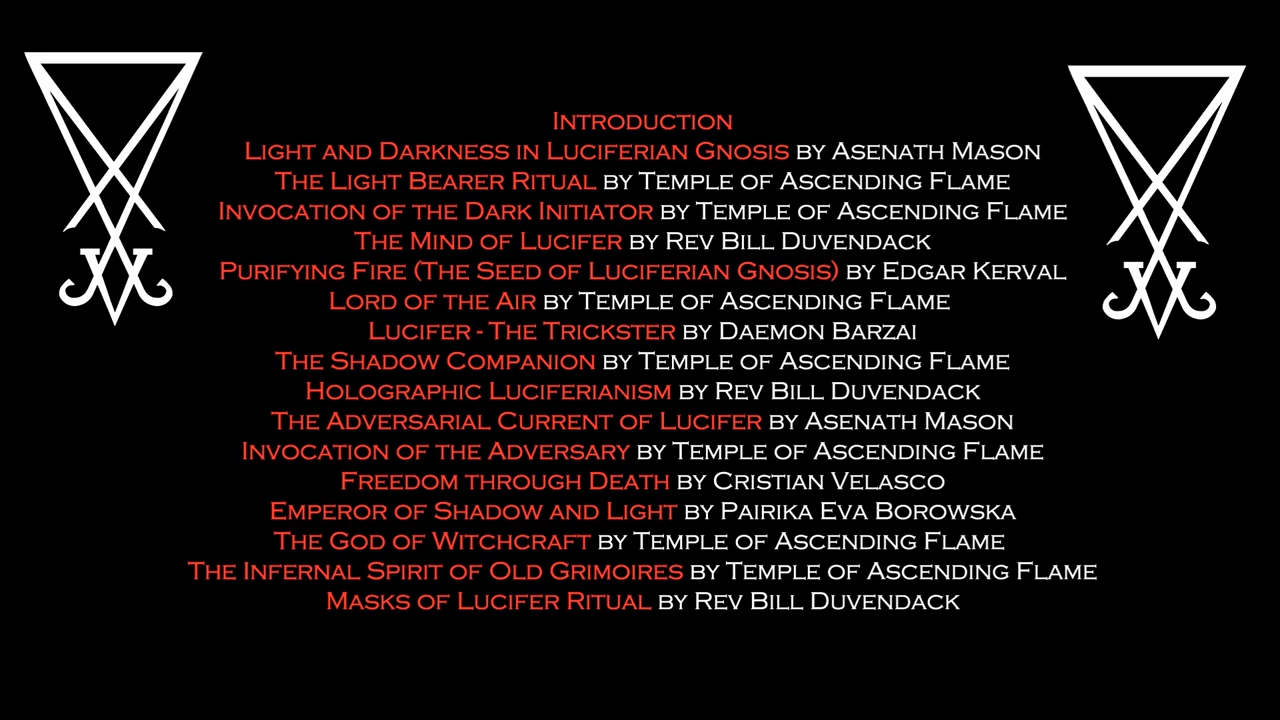 Introduction
Light and Darkness in Luciferian Gnosis by Asenath Mason
The Light Bearer Ritual by Temple of Ascending Flame
Invocation of the Dark Initiator by Temple of Ascending Flame
The Mind of Lucifer by Rev Bill Duvendack
Purifying Fire (The Seed of Luciferian Gnosis) by Edgar Kerval
Lord of the Air by Temple of Ascending Flame
Lucifer - The Trickster by Daemon Barzai
The Shadow Companion by Temple of Ascending Flame
Holographic Luciferianism by Rev Bill Duvendack
The Adversarial Current of Lucifer by Asenath Mason
Invocation of the Adversary by Temple of Ascending Flame
Freedom through Death by Cristian Velasco
Emperor of Shadow and Light by Pairika Eva Borowska
The God of Witchcraft by Temple of Ascending Flame
The Infernal Spirit of Old Grimoires by Temple of Ascending Flame
Masks of Lucifer Ritual by Rev Bill Duvendack